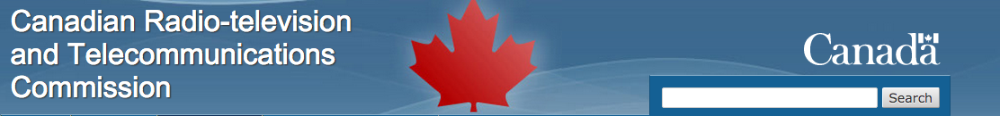 Canadian Radio-television
and Telecommunications
Commission
Canada
Search